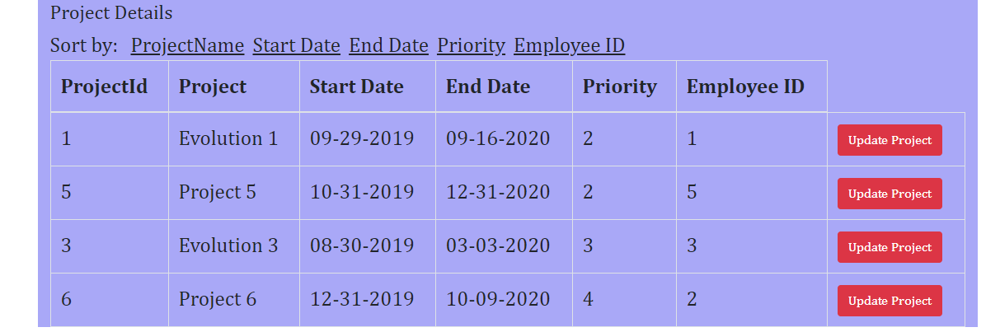 Project Details
Sort by: ProjectName Start Date End Date Priority Employee ID
ProjectId Project Start Date End Date Priority Employee ID
1 Evolution 1 09-29-2019 09-16-2020 2 1 Update Project
5 Project 5 10-31-2019 12-31-2020 2 5 Update Project
3 Evolution 3 08-30-2019 03-03-2020 3 3 Update Project
6 Project 6 12-31-2019 10-09-2020 4 2 Update Project